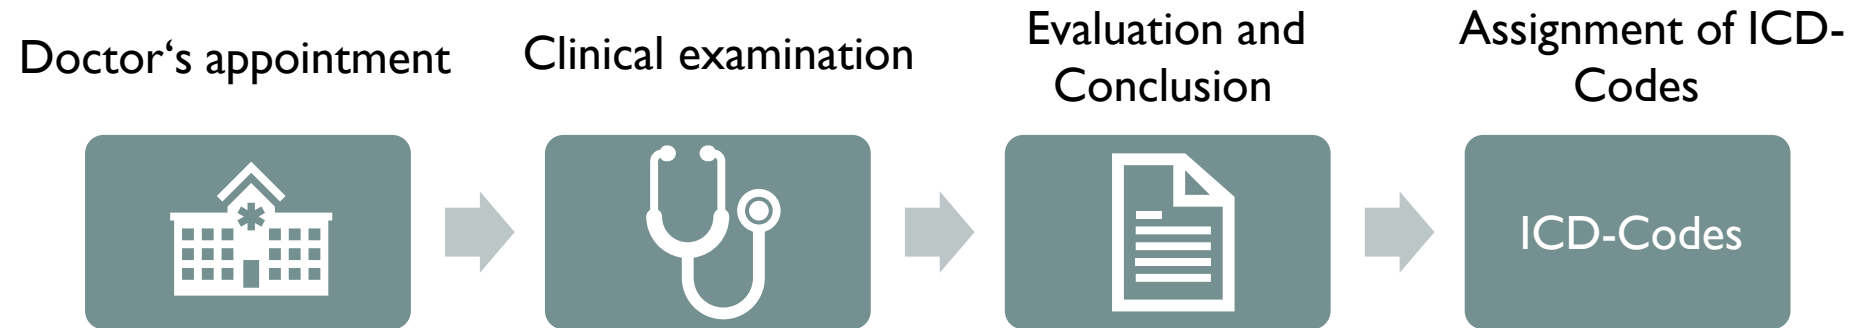 Doctor‘s appointment
Clinical examination
Evaluation and
Conclusion
Assignment of ICD-
Codes
ICD-Codes